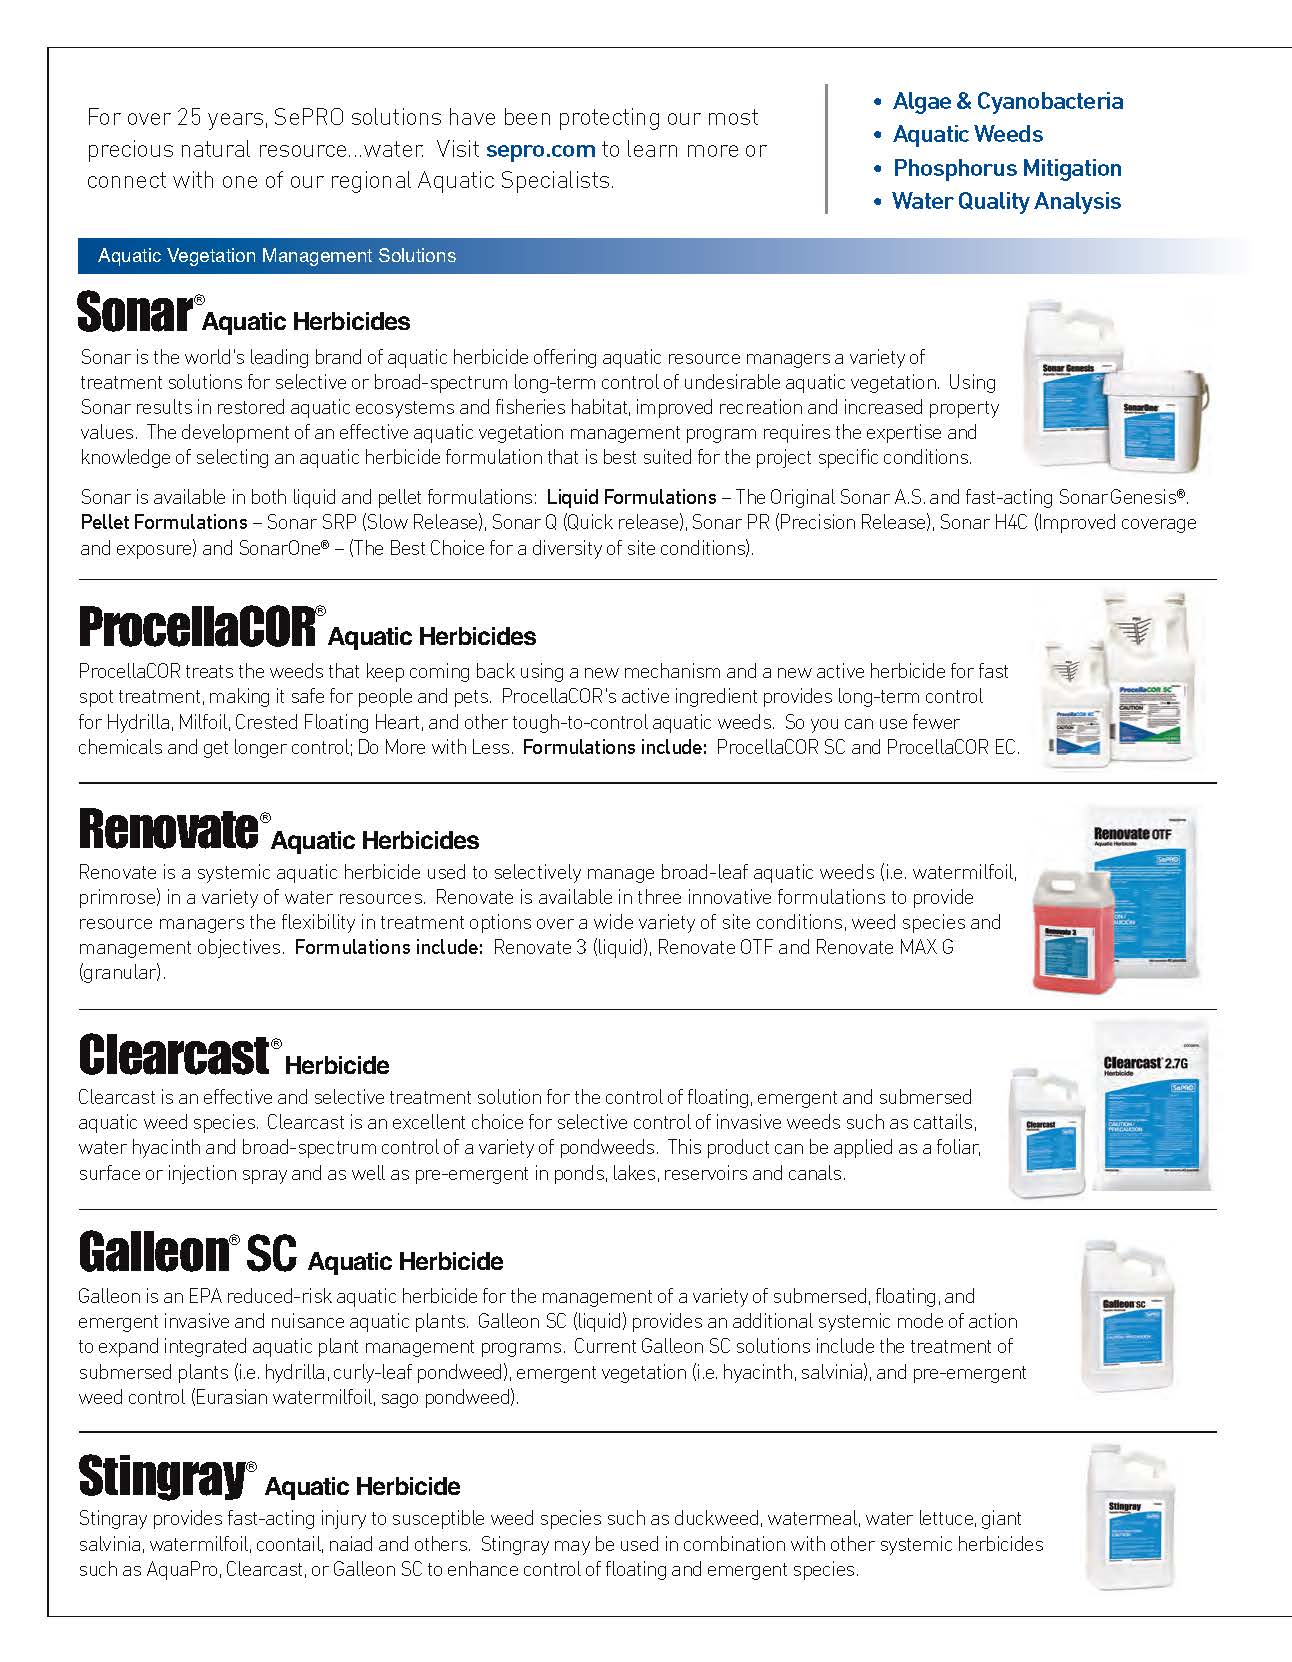 For over 25 years, SePRO solutions have been protecting our most
precious natural resource...water. Visit sepro.com to learn more or
connect with one of our regional Aquatic Specialists.
• Algae & Cyanobacteria
• Aquatic Weeds
• Phosphorus Mitigation
• Water Quality Analysis
Aquatic Vegetation Management Solutions
Sonar® Aquatic Herbicides
Sonar is the world's leading brand of aquatic herbicide offering aquatic resource managers a variety of
treatment solutions for selective or broad-spectrum long-term control of undesirable aquatic vegetation. Using
Sonar results in restored aquatic ecosystems and fisheries habitat, improved recreation and increased property
values. The development of an effective aquatic vegetation management program requires the expertise and
knowledge of selecting an aquatic herbicide formulation that is best suited for the project specific conditions.
Sonar Genesis
SonarOne
Sonar is available in both liquid and pellet formulations: Liquid Formulations – The Original Sonar A.S. and fast-acting SonarGenesis®.
Pellet Formulations – Sonar SRP (Slow Release), Sonar Q (Quick release), Sonar PR (Precision Release), Sonar H4C (Improved coverage
and exposure) and SonarOne® – (The Best Choice for a diversity of site conditions).
ProcellaCOR® Aquatic Herbicides
ProcellaCOR treats the weeds that keep coming back using a new mechanism and a new active herbicide for fast
spot treatment, making it safe for people and pets. ProcellaCOR's active ingredient provides long-term control
for Hydrilla, Milfoil, Crested Floating Heart, and other tough-to-control aquatic weeds. So you can use fewer
chemicals and get longer control; Do More with Less. Formulations include: ProcellaCOR SC and ProcellaCOR EC.
ProcellaCOR SC
CAUTION
ProcellaCOR EC
Renovate® Aquatic Herbicides
Renovate is a systemic aquatic herbicide used to selectively manage broad-leaf aquatic weeds (i.e. watermilfoil,
primrose) in a variety of water resources. Renovate is available in three innovative formulations to provide
resource managers the flexibility in treatment options over a wide variety of site conditions, weed species and
management objectives. Formulations include: Renovate 3 (liquid), Renovate OTF and Renovate MAX G
(granular).
Renovate OTF
Aquatic Herbicide
SePRO
Renovate 3
Clearcast® Herbicide
Clearcast is an effective and selective treatment solution for the control of floating, emergent and submersed
aquatic weed species. Clearcast is an excellent choice for selective control of invasive weeds such as cattails,
water hyacinth and broad-spectrum control of a variety of pondweeds. This product can be applied as a foliar,
surface or injection spray and as well as pre-emergent in ponds, lakes, reservoirs and canals.
Clearcast 2.7G
Herbicide
SePRO
Clearcast
Galleon® SC Aquatic Herbicide
Galleon is an EPA reduced-risk aquatic herbicide for the management of a variety of submersed, floating, and
emergent invasive and nuisance aquatic plants. Galleon SC (liquid) provides an additional systemic mode of action
to expand integrated aquatic plant management programs. Current Galleon SC solutions include the treatment of
submersed plants (i.e. hydrilla, curly-leaf pondweed), emergent vegetation (i.e. hyacinth, salvinia), and pre-emergent
weed control (Eurasian watermilfoil, sago pondweed).
Galleon SC
Stingray® Aquatic Herbicide
Stingray provides fast-acting injury to susceptible weed species such as duckweed, watermeal, water lettuce, giant
salvinia, watermilfoil, coontail, naiad and others. Stingray may be used in combination with other systemic herbicides
such as AquaPro, Clearcast, or Galleon SC to enhance control of floating and emergent species.
Stingray